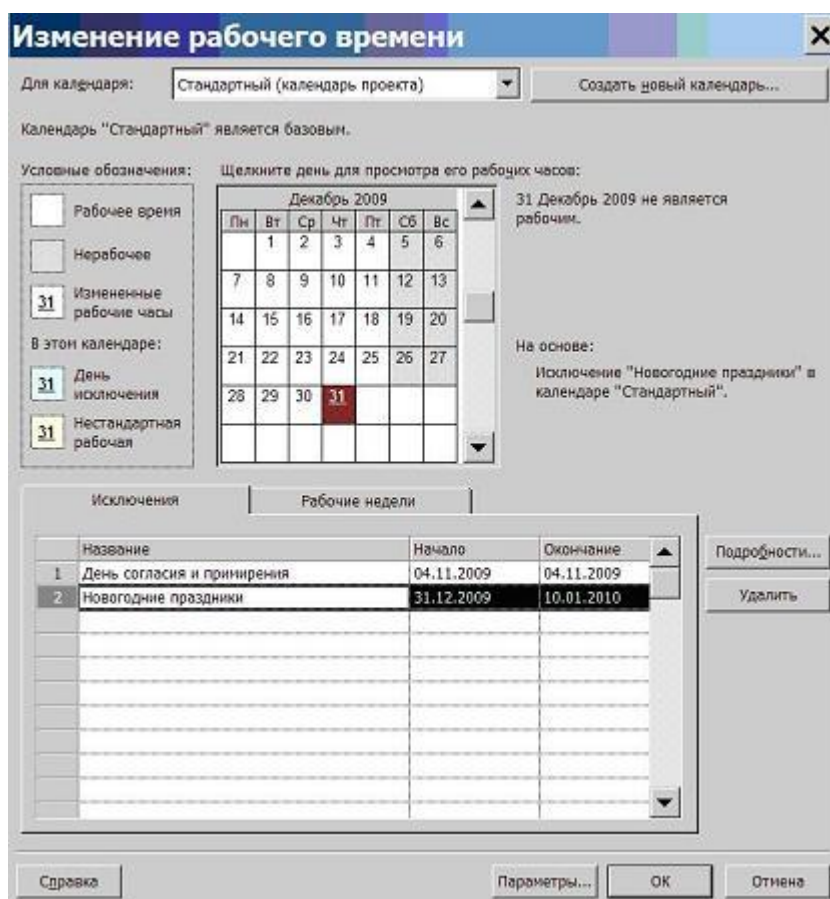 Изменение рабочего времени
Для календаря: Стандартный (календарь проекта) Создать новый календарь...
Календарь "Стандартный" является базовым.
Условные обозначения:
Рабочее время
Нерабочее
31 Измененные рабочие часы
В этом календаре:
31 День исключения
31 Нестандартная рабочая
Щелкните день для просмотра его рабочих часов:
Декабрь 2009
Пн Вт Ср Чт Пт Сб Вс
1 2 3 4 5 6
7 8 9 10 11 12 13
14 15 16 17 18 19 20
21 22 23 24 25 26 27
28 29 30 31
31 Декабрь 2009 не является
рабочим.
На основе:
Исключение "Новогодние праздники" в
календаре "Стандартный".
Исключения Рабочие недели
Название Начало Окончание
1 День согласия и примирения 04.11.2009 04.11.2009
2 Новогодние праздники 31.12.2009 10.01.2010
Подробности...
Удалить
Справка Параметры... ОК Отмена